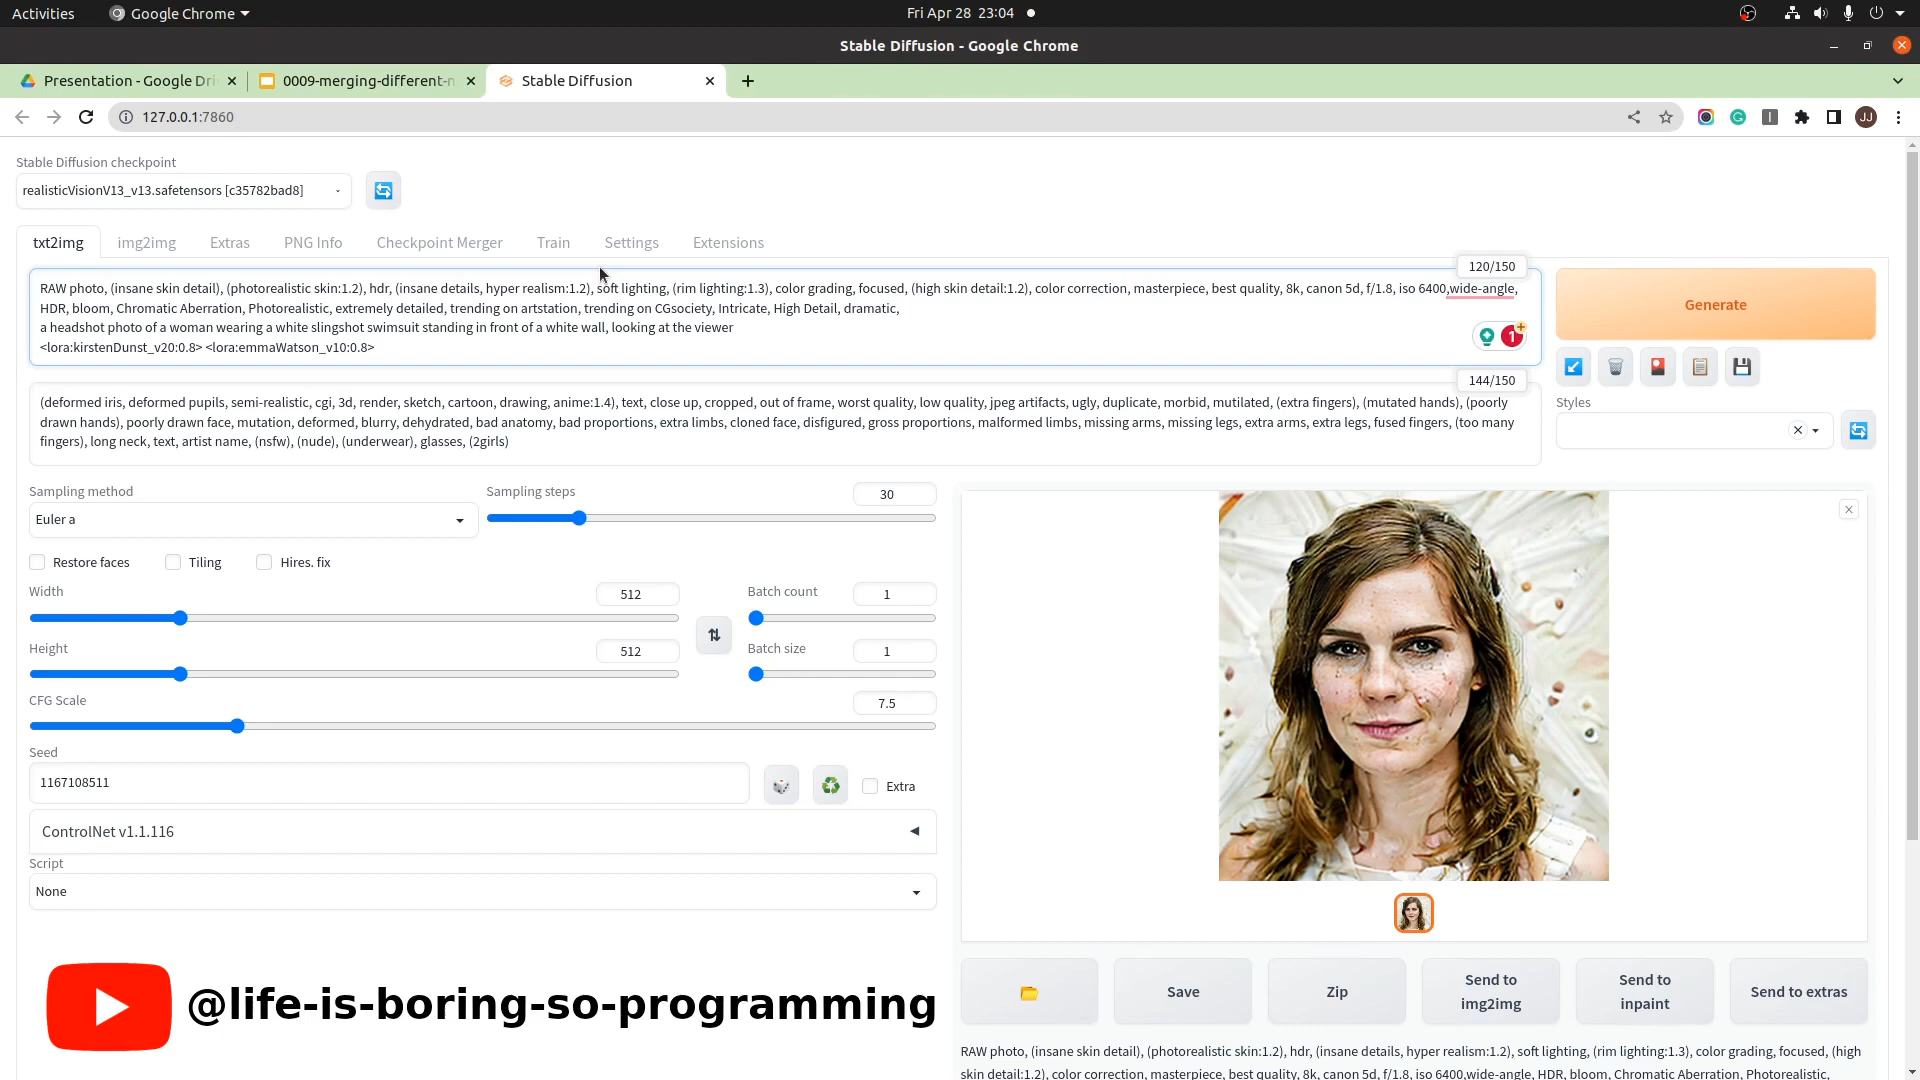 Activities Google Chrome Fri Apr 28 23:04
Stable Diffusion - Google Chrome
Presentation - Google Dri 0009-merging-different- Stable Diffusion
127.0.0.1:7860 JJ
Stable Diffusion checkpoint
realisticVisionV13_v13.safetensors [c35782bad8]
txt2img img2img Extras PNG Info Checkpoint Merger Train Settings Extensions
120/150
RAW photo, (insane skin detail), (photorealistic skin:1.2), hdr, (insane details, hyper realism:1.2), soft lighting, (rim lighting:1.3), color grading, focused, (high skin detail:1.2), color correction, masterpiece, best quality, 8k, canon 5d, f/1.8, iso 6400,wide-angle,
HDR, bloom, Chromatic Aberration, Photorealistic, extremely detailed, trending on artstation, trending on CGsociety, Intricate, High Detail, dramatic,
a headshot photo of a woman wearing a white slingshot swimsuit standing in front of a white wall, looking at the viewer
<lora:kirstenDunst_v20:0.8> <lora:emmaWatson_v10:0.8>
1
Generate
144/150
(deformed iris, deformed pupils, semi-realistic, cgi, 3d, render, sketch, cartoon, drawing, anime:1.4), text, close up, cropped, out of frame, worst quality, low quality, jpeg artifacts, ugly, duplicate, morbid, mutilated, (extra fingers), (mutated hands), (poorly
drawn hands), poorly drawn face, mutation, deformed, blurry, dehydrated, bad anatomy, bad proportions, extra limbs, cloned face, disfigured, gross proportions, malformed limbs, missing arms, missing legs, extra arms, extra legs, fused fingers, (too many
fingers), long neck, text, artist name, (nsfw), (nude), (underwear), glasses, (2girls)
Styles
Sampling method
Euler a
Sampling steps
30
Restore faces Tiling Hires. fix
Width
512
Batch count
1
Height
512
Batch size
1
CFG Scale
7.5
Seed
1167108511
Extra
ControlNet v1.1.116
Script
None
@life-is-boring-so-programming
Save
Zip
Send to
img2img
Send to
inpaint
Send to extras
RAW photo, (insane skin detail), (photorealistic skin:1.2), hdr, (insane details, hyper realism:1.2), soft lighting, (rim lighting:1.3), color grading, focused, (high
skin detail:1.2), color correction, masterpiece, best quality, 8k, canon 5d, f/1.8, iso 6400,wide-angle, HDR, bloom, Chromatic Aberration, Photorealistic,